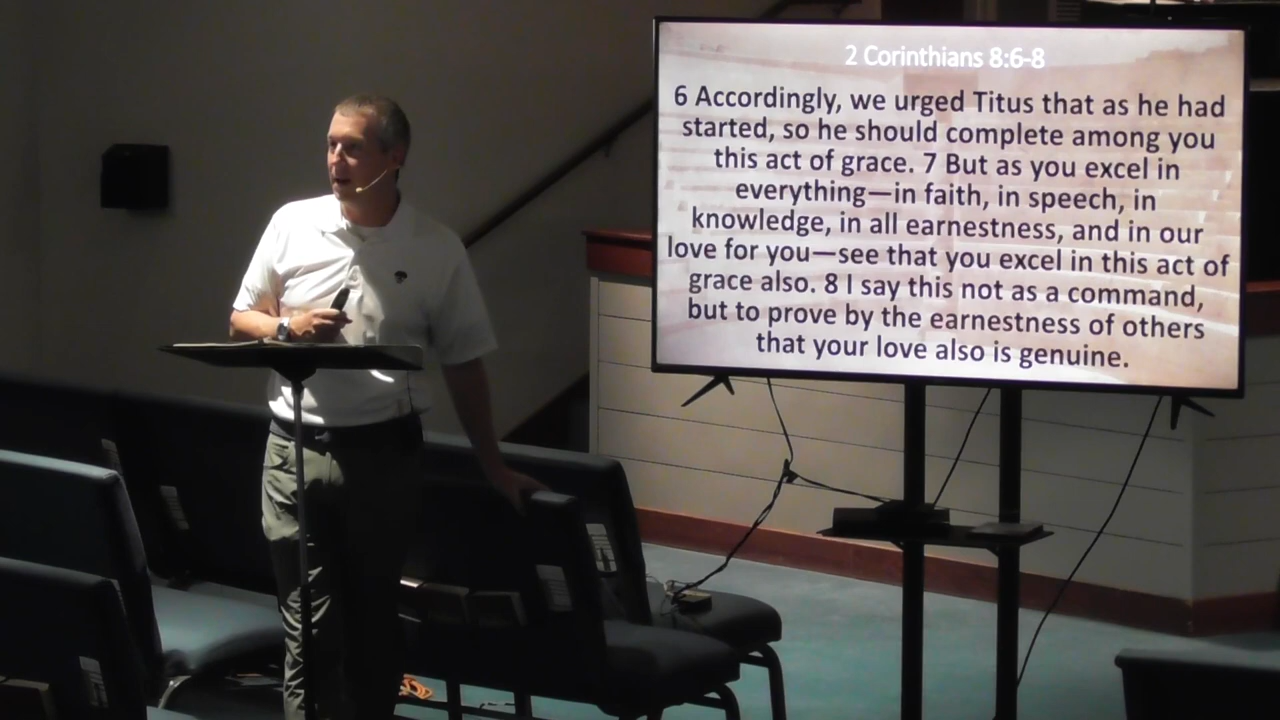 2 Corinthians 8:6-8
6 Accordingly, we urged Titus that as he had
started, so he should complete among you
this act of grace. 7 But as you excel in
everything—in faith, in speech, in
knowledge, in all earnestness, and in our
love for you—see that you excel in this act of
grace also. 8 I say this not as a command,
but to prove by the earnestness of others
that your love also is genuine.